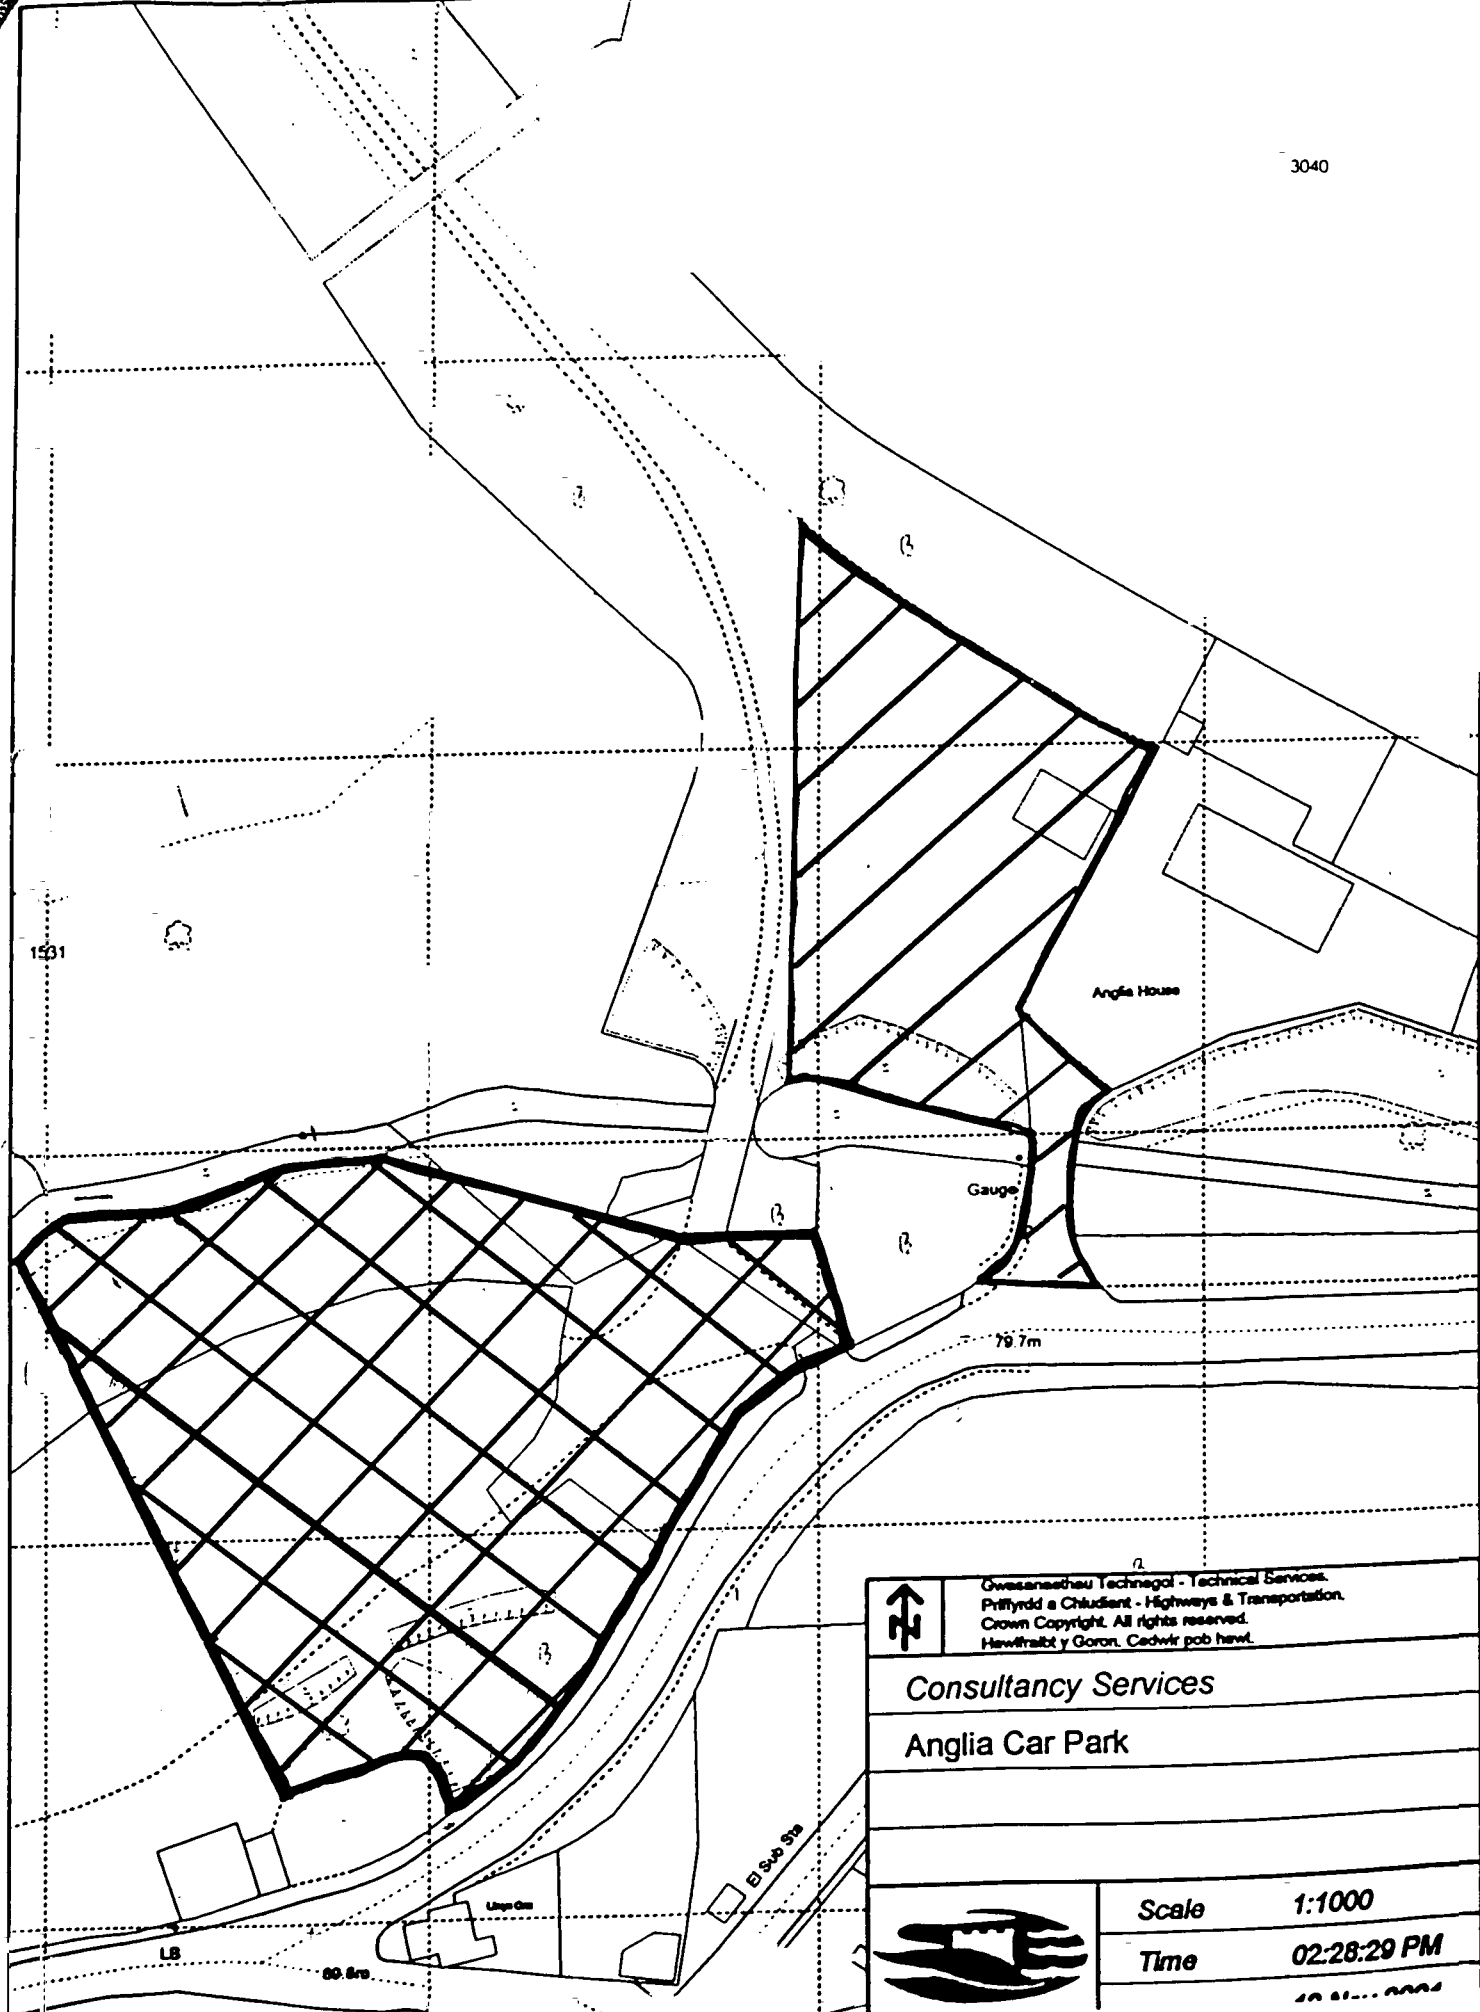 3040
1531
Anglia House
Gauge
79.7m
Gwasanaethau Technegol - Technical Services.
Priffyrdd a Chludiant - Highways & Transportation.
Crown Copyright. All rights reserved.
Hawlfraint y Goron. Cedwir pob hawl.
N
Consultancy Services
Anglia Car Park
El Sub Sta
LB
Scale 1:1000
Time 02:28:29 PM